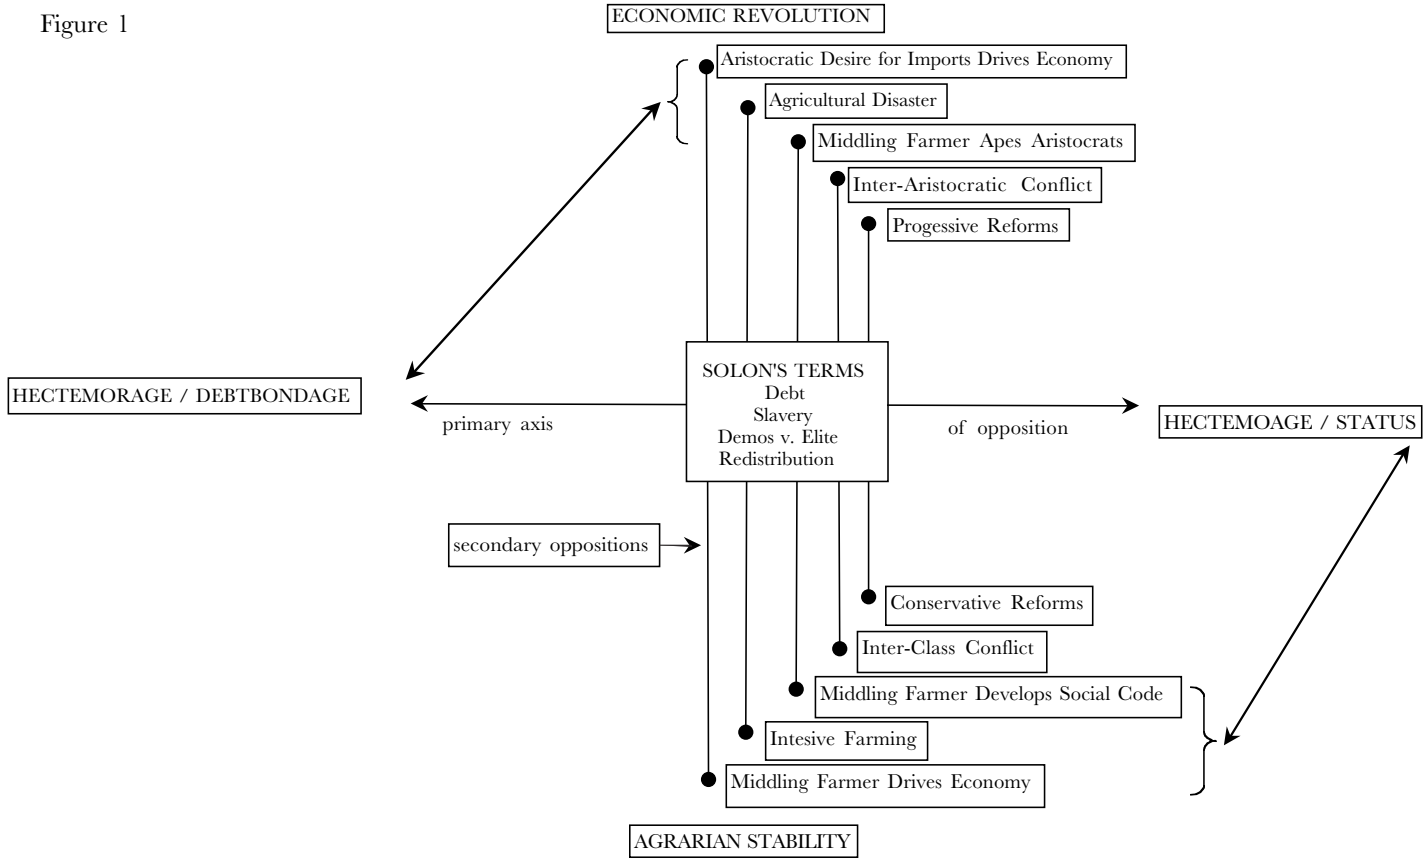 Figure 1
ECONOMIC REVOLUTION
Aristocratic Desire for Imports Drives Economy
Agricultural Disaster
Middling Farmer Apes Aristocrats
Inter-Aristocratic Conflict
Progessive Reforms
HECTEMORAGE / DEBTBONDAGE
SOLON'S TERMS
Debt
Slavery
Demos v. Elite
Redistribution
primary axis
of opposition
HECTEMOAGE / STATUS
secondary oppositions
Conservative Reforms
Inter-Class Conflict
Middling Farmer Develops Social Code
Intesive Farming
Middling Farmer Drives Economy
AGRARIAN STABILITY